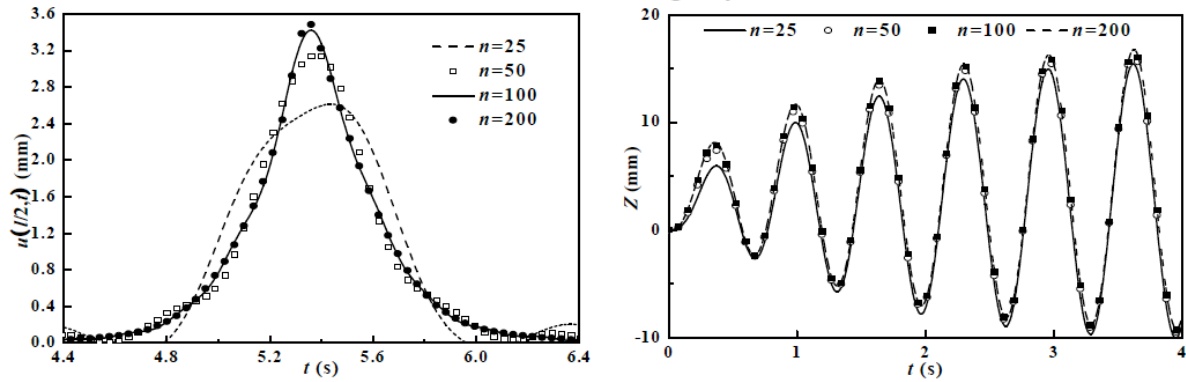 3.6
3.2
2.8
2.4
2.0
1.6
1.2
0.8
0.4
0.0
u(l/2,t) (mm)
n=25
n=50
n=100
n=200
4.4 4.8 5.2 5.6 6.0 6.4
t (s)
20
10
0
-10
Z (mm)
n=25 n=50 n=100 n=200
0 1 2 3 4
t (s)